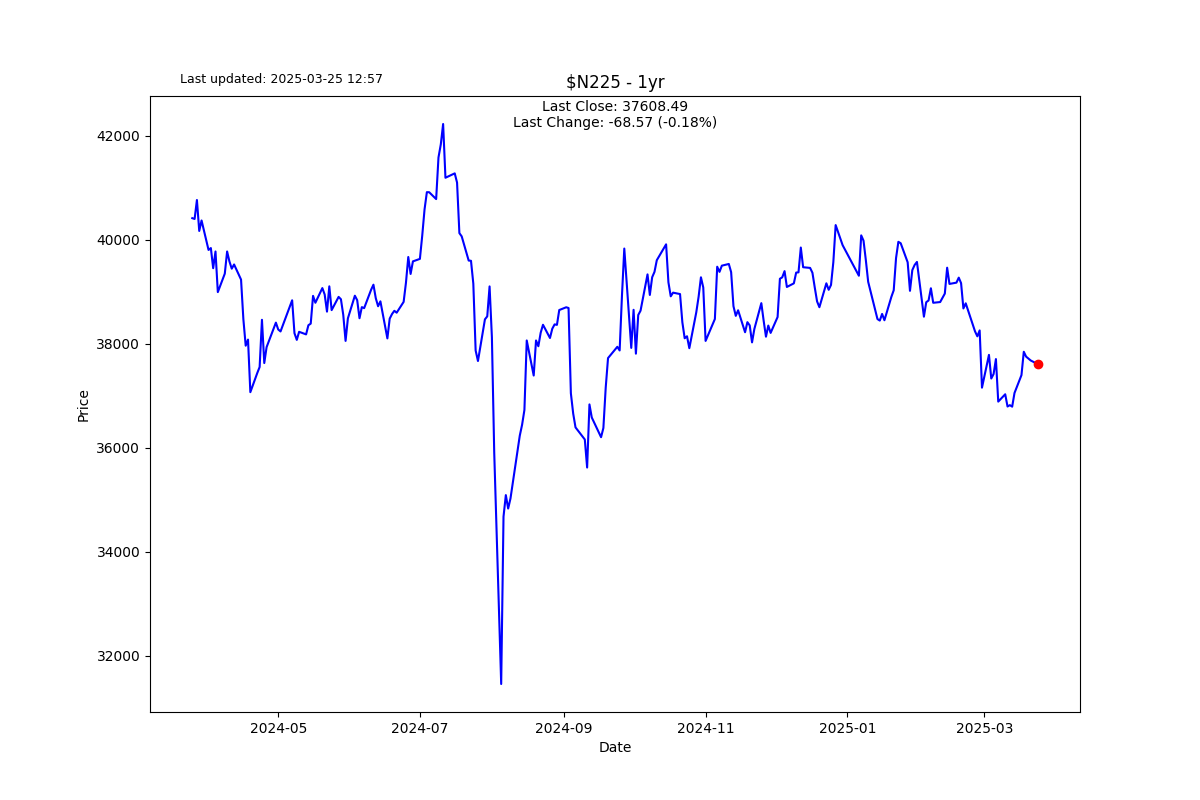 Last updated: 2025-03-25 12:57
$N225 - 1yr
Last Close: 37608.49
Last Change: -68.57 (-0.18%)
42000
40000
38000
36000
34000
32000
Price
2024-05
2024-07
2024-09
2024-11
2025-01
2025-03
Date